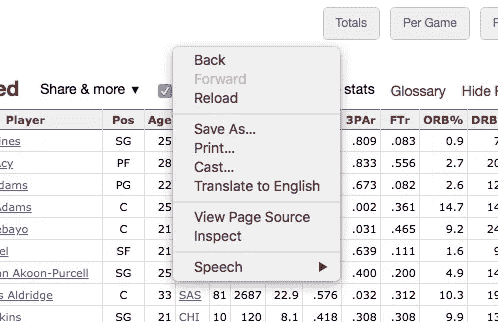 Totals Per Game P
ed Share & more ▼ stats Glossary Hide F
Player Pos Age 3PAr FTr ORB% DRB
ines SG 25 .809 .083 0.9 7
cy PF 28 .833 .556 2.7 20
dams PG 22 .673 .082 2.6 12
Adams C 25 .002 .361 14.7 14
ebayo C 21 .031 .465 9.2 24
el SF 21 .639 .111 1.6 9
n Akoon-Purcell SG 25 .400 .200 4.9 14
s Aldridge C 33 SAS 81 2687 22.9 .576 .032 .312 10.3 19
kins SG 21 CHI 10 120 8.1 .418 .308 .308 9.9 13
Back
Forward
Reload
Save As...
Print...
Cast...
Translate to English
View Page Source
Inspect
Speech ▶